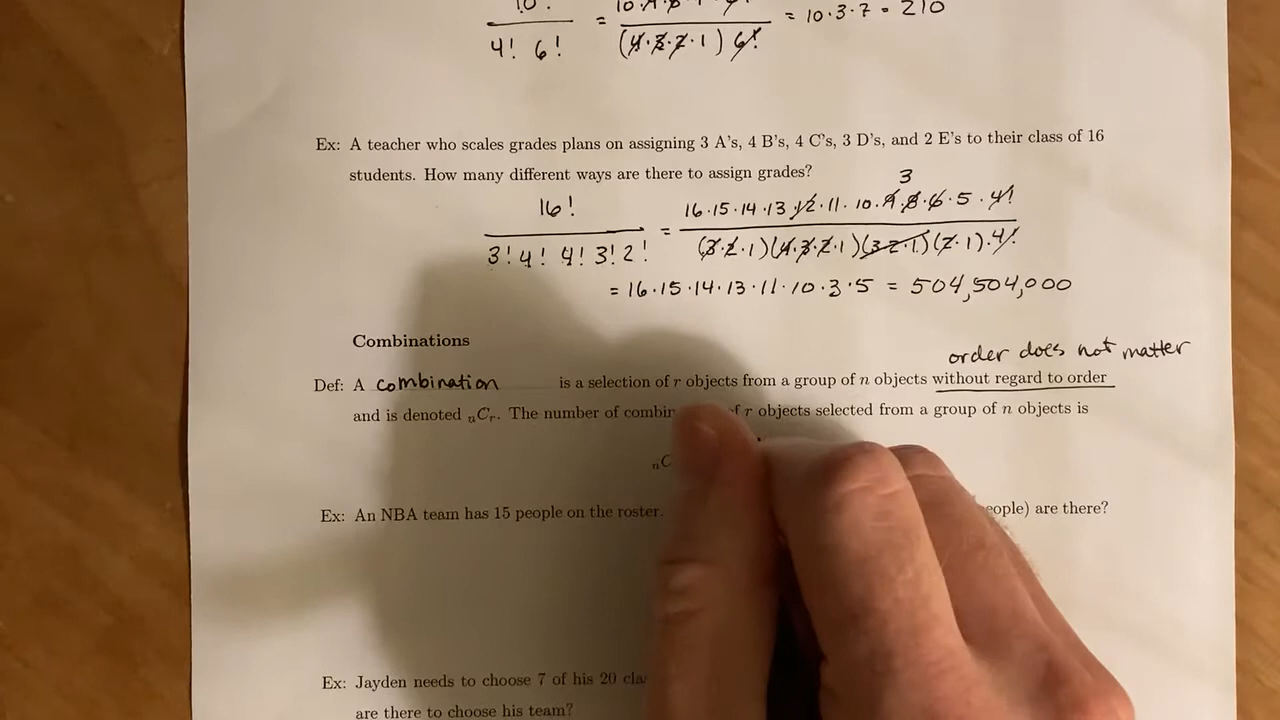 4! 6! = (4·3·2·1) 6! = 10·3·7 = 210
Ex: A teacher who scales grades plans on assigning 3 A's, 4 B's, 4 C's, 3 D's, and 2 E's to their class of 16
students. How many different ways are there to assign grades?
3
16! = 16·15·14·13·12·11·10·9·8·6·5·4!
3! 4! 4! 3! 2! (3·2·1)(4·3·2·1)(3·2·1)(2·1)·4!
= 16·15·14·13·11·10·3·5 = 504,504,000
Combinations
order does not matter
Def: A combination is a selection of r objects from a group of n objects without regard to order
and is denoted nCr. The number of r objects selected from a group of n objects is
nC
Ex: An NBA team has 15 people on the roster. are there?
Ex: Jayden needs to choose 7 of his 20
are there to choose his team?